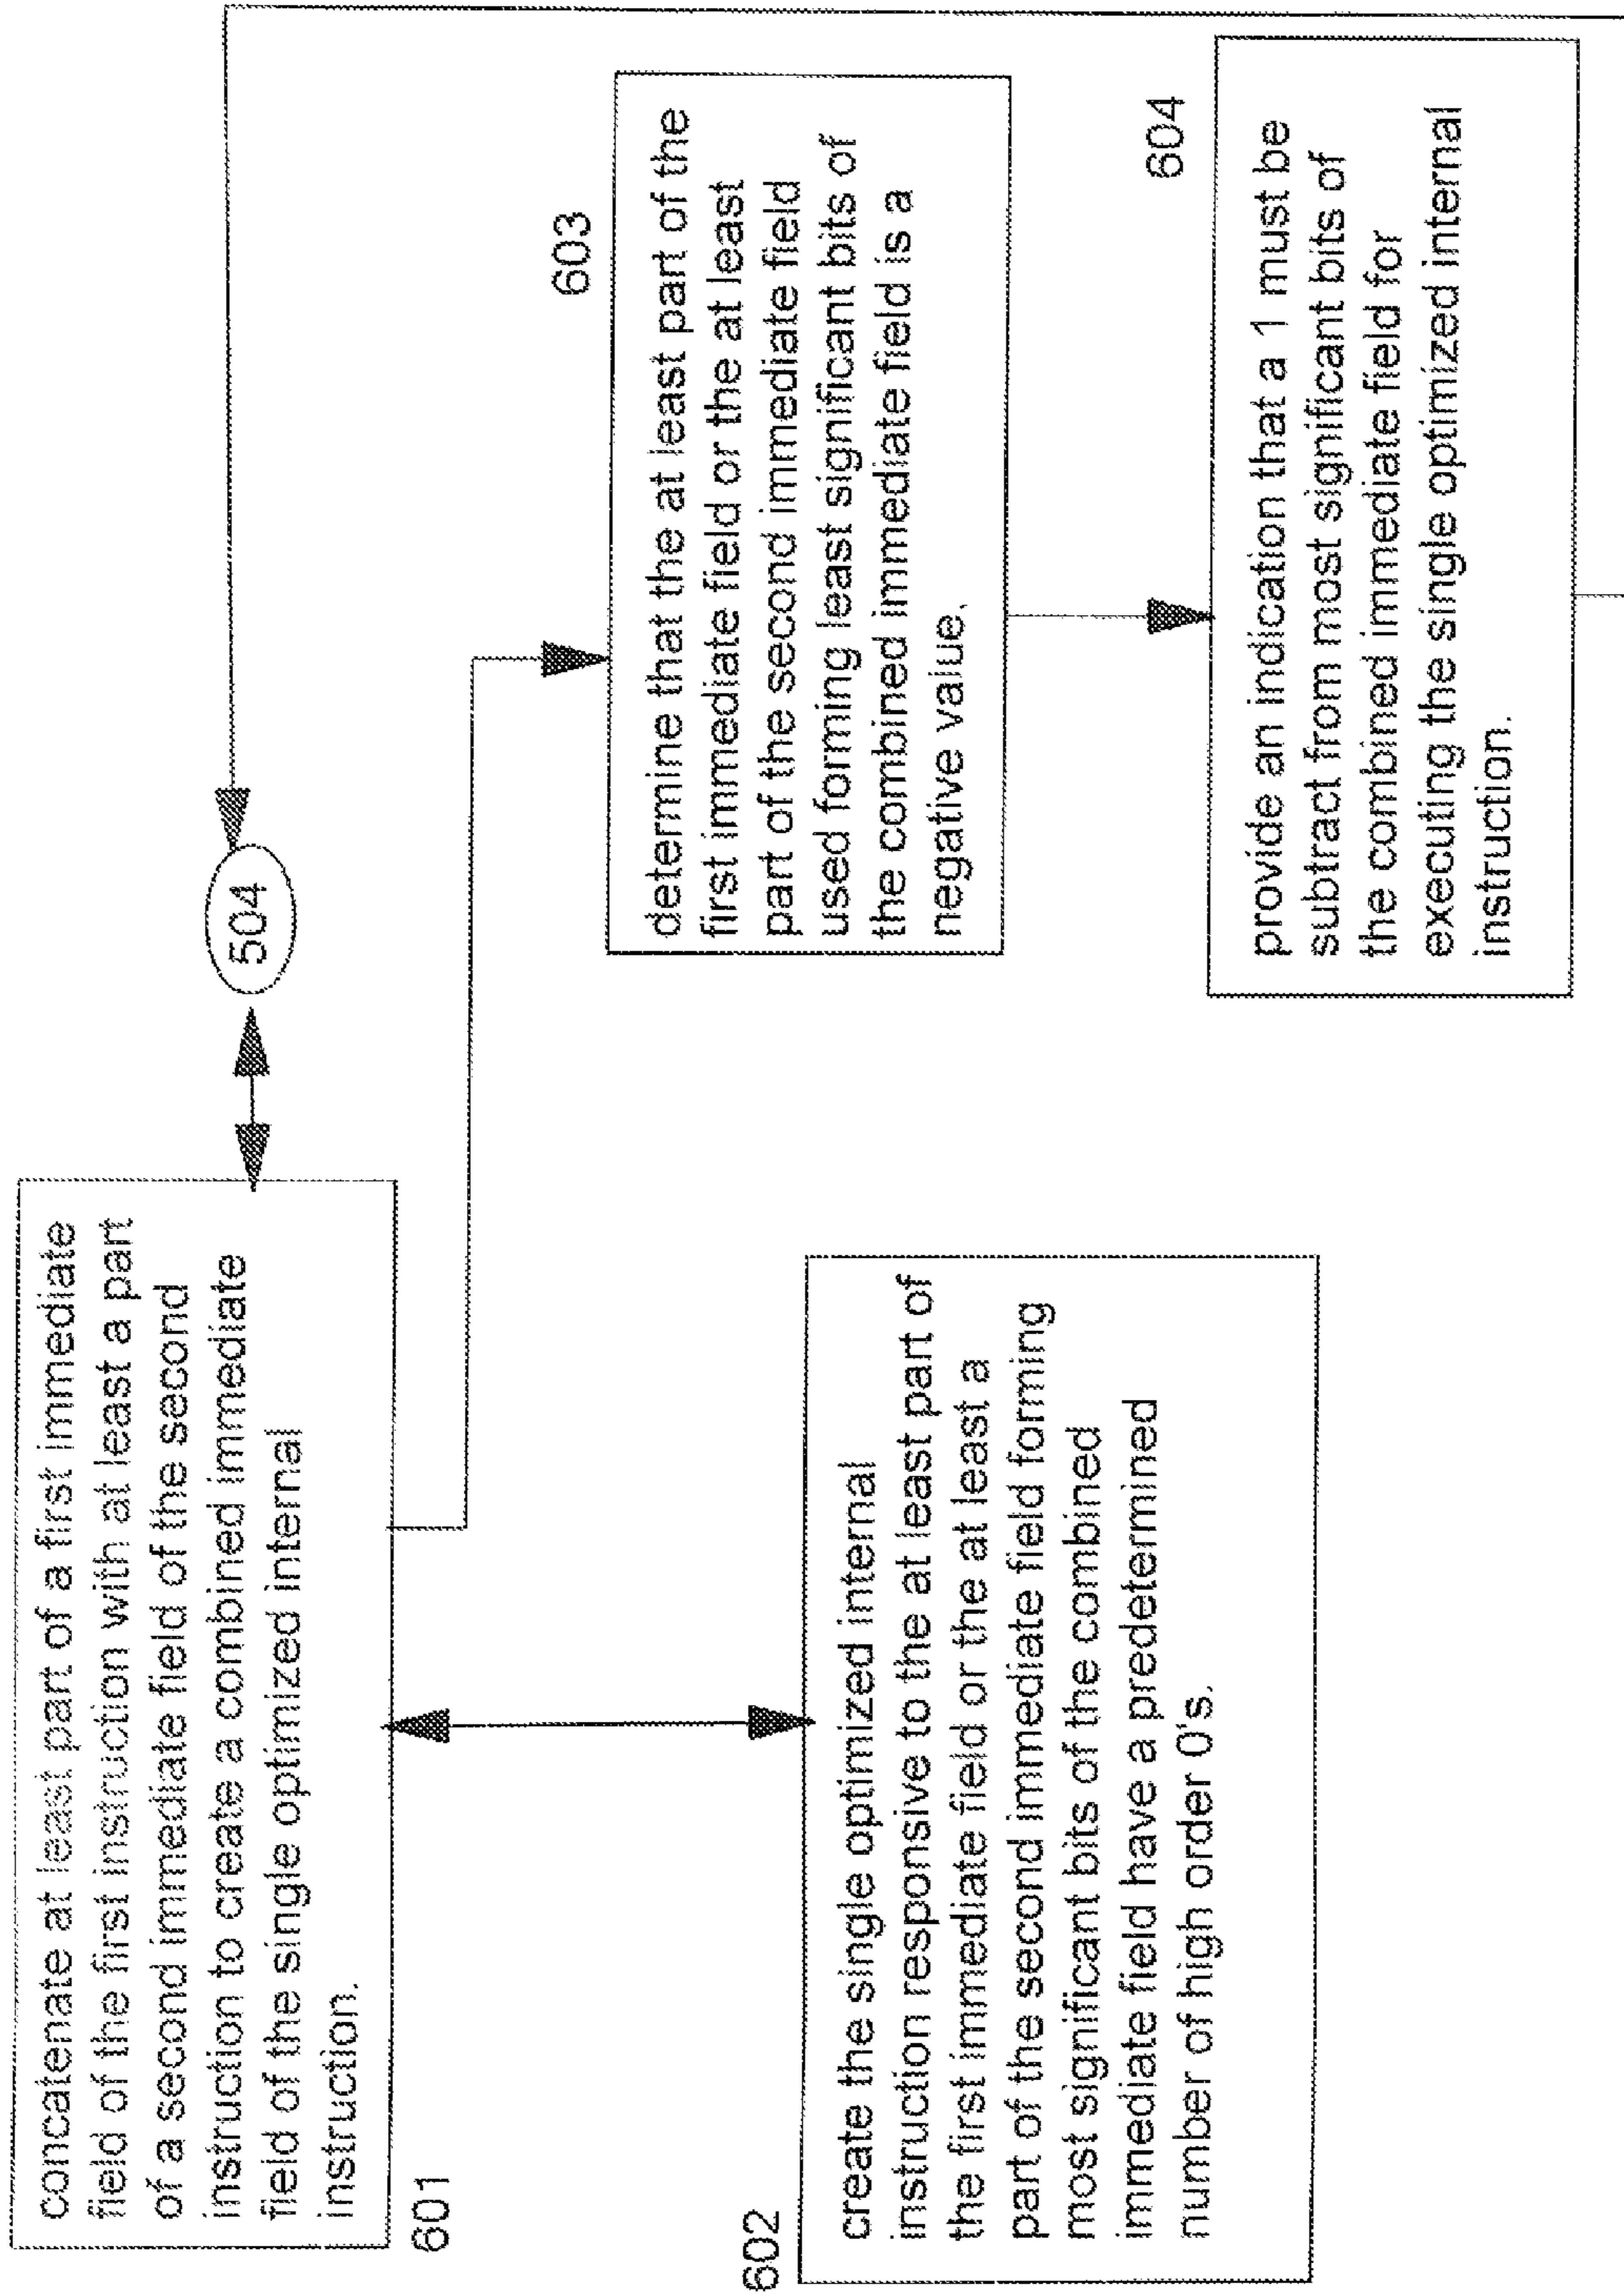 concatenate at least part of a first immediate
field of the first instruction with at least a part
of a second immediate field of the second
instruction to create a combined immediate
field of the single optimized internal
instruction.
601
504
602
create the single optimized internal
instruction responsive to the at least part of
the first immediate field or the at least a
part of the second immediate field forming
most significant bits of the combined
immediate field have a predetermined
number of high order 0's.
603
determine that the at least part of the
first immediate field or the at least
part of the second immediate field
used forming least significant bits of
the combined immediate field is a
negative value.
604
provide an indication that a 1 must be
subtract from most significant bits of
the combined immediate field for
executing the single optimized internal
instruction.